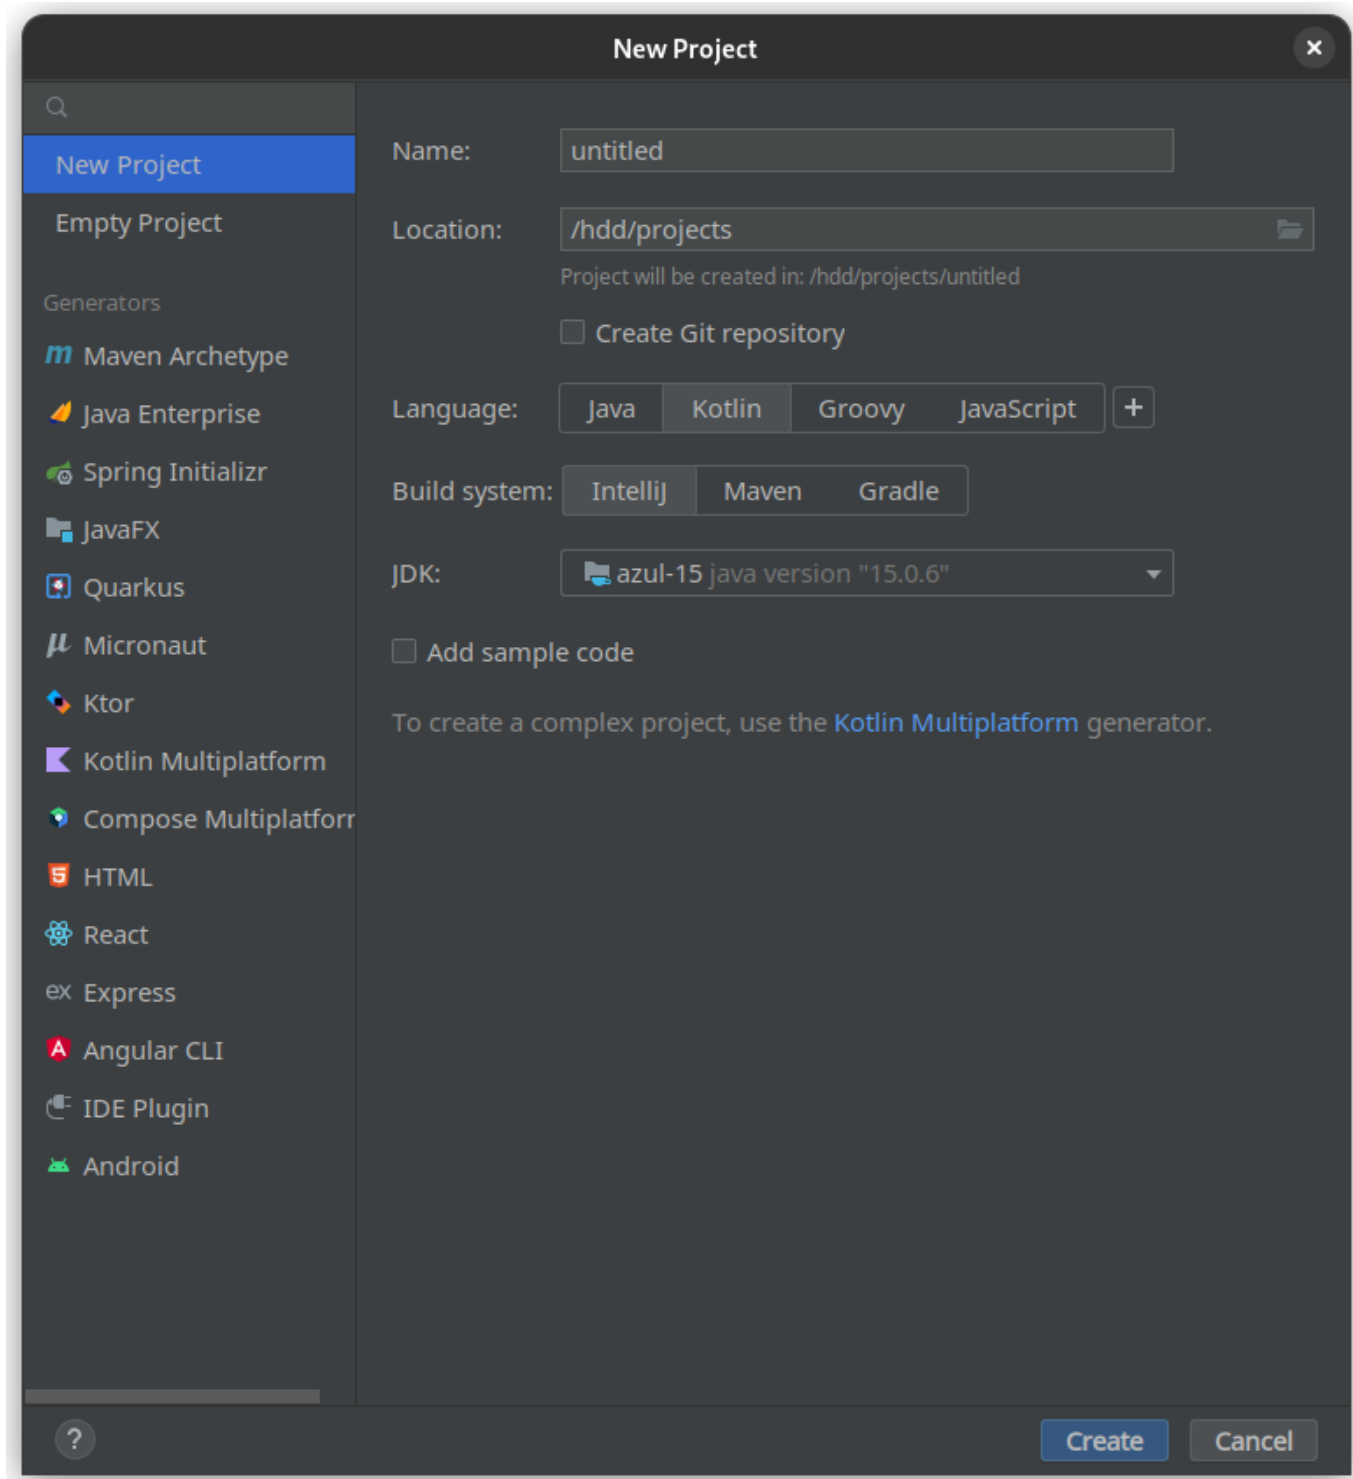 New Project
New Project
Empty Project
Generators
m Maven Archetype
Java Enterprise
Spring Initializr
JavaFX
Quarkus
μ Micronaut
Ktor
Kotlin Multiplatform
Compose Multiplatfor
5 HTML
React
ex Express
A Angular CLI
IDE Plugin
Android
Name: untitled
Location: /hdd/projects
Project will be created in: /hdd/projects/untitled
Create Git repository
Language: Java Kotlin Groovy JavaScript +
Build system: IntelliJ Maven Gradle
JDK: azul-15 java version "15.0.6"
Add sample code
To create a complex project, use the Kotlin Multiplatform generator.
? Create Cancel